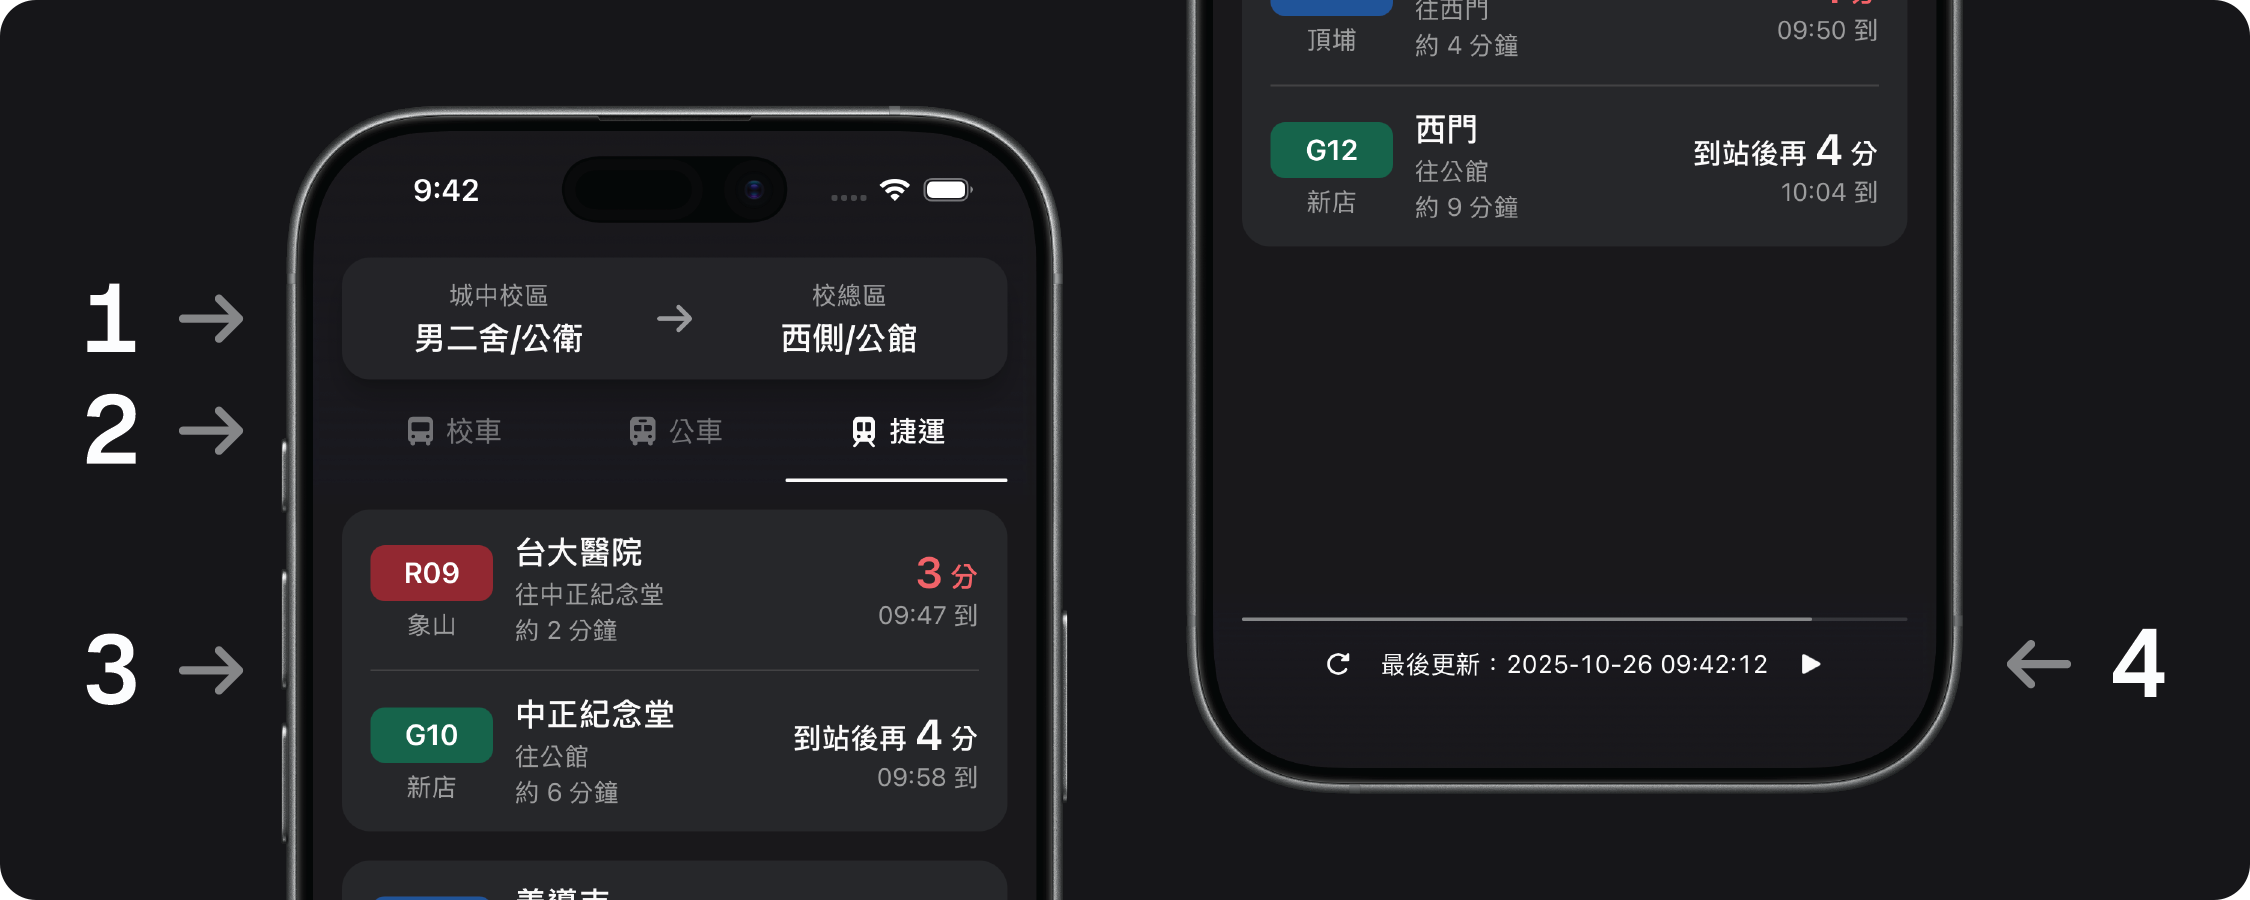 1
2
3
9:42
城中校區
男二舍/公衛
校總區
西側/公館
校車
公車
捷運
R09
象山
台大醫院
往中正紀念堂
約 2 分鐘
3 分
09:47 到
G10
新店
中正紀念堂
往公館
約 6 分鐘
到站後再 4 分
09:58 到
頂埔
往西門
約 4 分鐘
09:50 到
G12
新店
西門
往公館
約 9 分鐘
到站後再 4 分
10:04 到
最後更新：2025-10-26 09:42:12
4